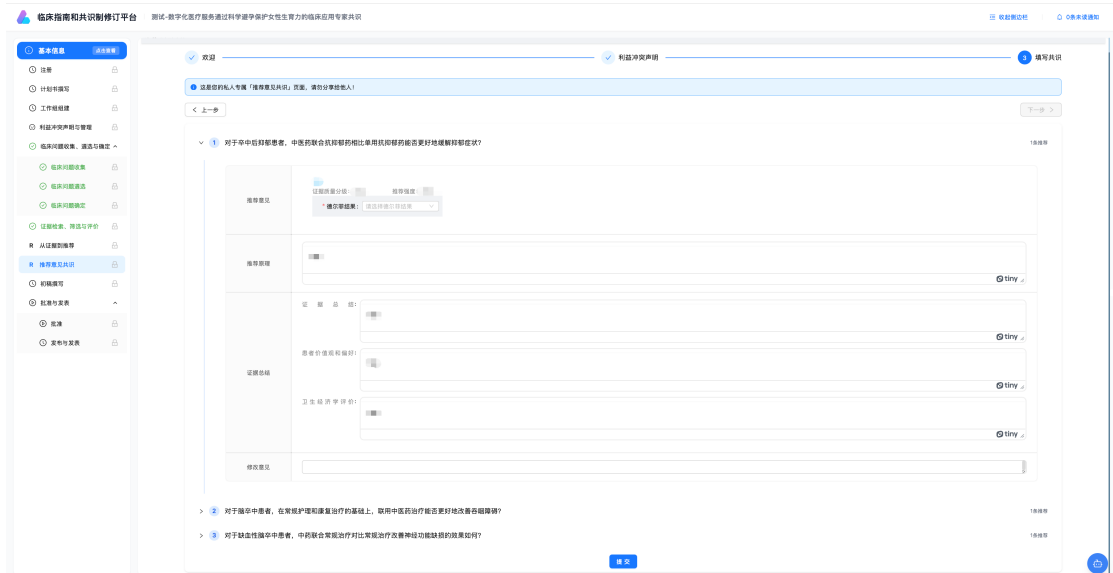 临床指南和共识制修订平台
测试-数字化医疗服务通过科学避孕保护女性生育力的临床应用专家共识
收起侧边栏
0条未读通知
基本信息
点击查看
注册
计划书撰写
工作组组建
利益冲突声明与管理
临床问题收集、遴选与确定
临床问题收集
临床问题遴选
临床问题确定
证据检索、筛选与评价
R 从证据到推荐
R 推荐意见共识
初稿撰写
批准与发表
批准
发布与发表
欢迎
利益冲突声明
3 填写共识
这是您的私人专属「推荐意见共识」页面，请勿分享给他人！
< 上一步
下一步 >
1 对于卒中后抑郁患者，中医药联合抗抑郁药相比单用抗抑郁药能否更好地缓解抑郁症状?
1条推荐
推荐意见
证据质量分级：
推荐强度：
*德尔菲结果：
请选择德尔菲结果
推荐原理
tiny
证据总结
证据总结：
tiny
患者价值观和偏好：
tiny
卫生经济学评价：
tiny
修改意见
2 对于脑卒中患者，在常规护理和康复治疗的基础上，联用中医药治疗能否更好地改善吞咽障碍?
1条推荐
3 对于缺血性脑卒中患者，中药联合常规治疗对比常规治疗改善神经功能缺损的效果如何?
1条推荐
提交